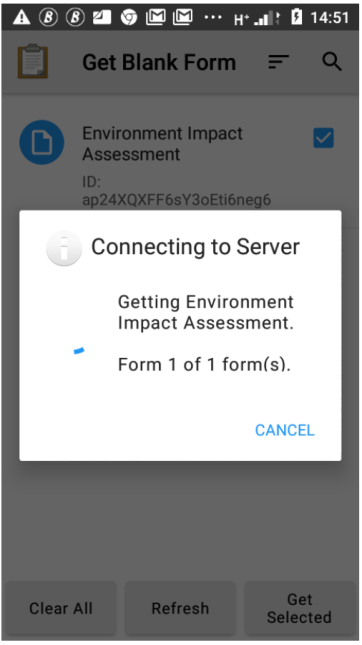 H+ 14:51
Get Blank Form
Environment Impact
Assessment
ID:
ap24XQXFF6sY3oEti6neg6
Connecting to Server
Getting Environment
Impact Assessment.
Form 1 of 1 form(s).
CANCEL
Clear All
Refresh
Get
Selected